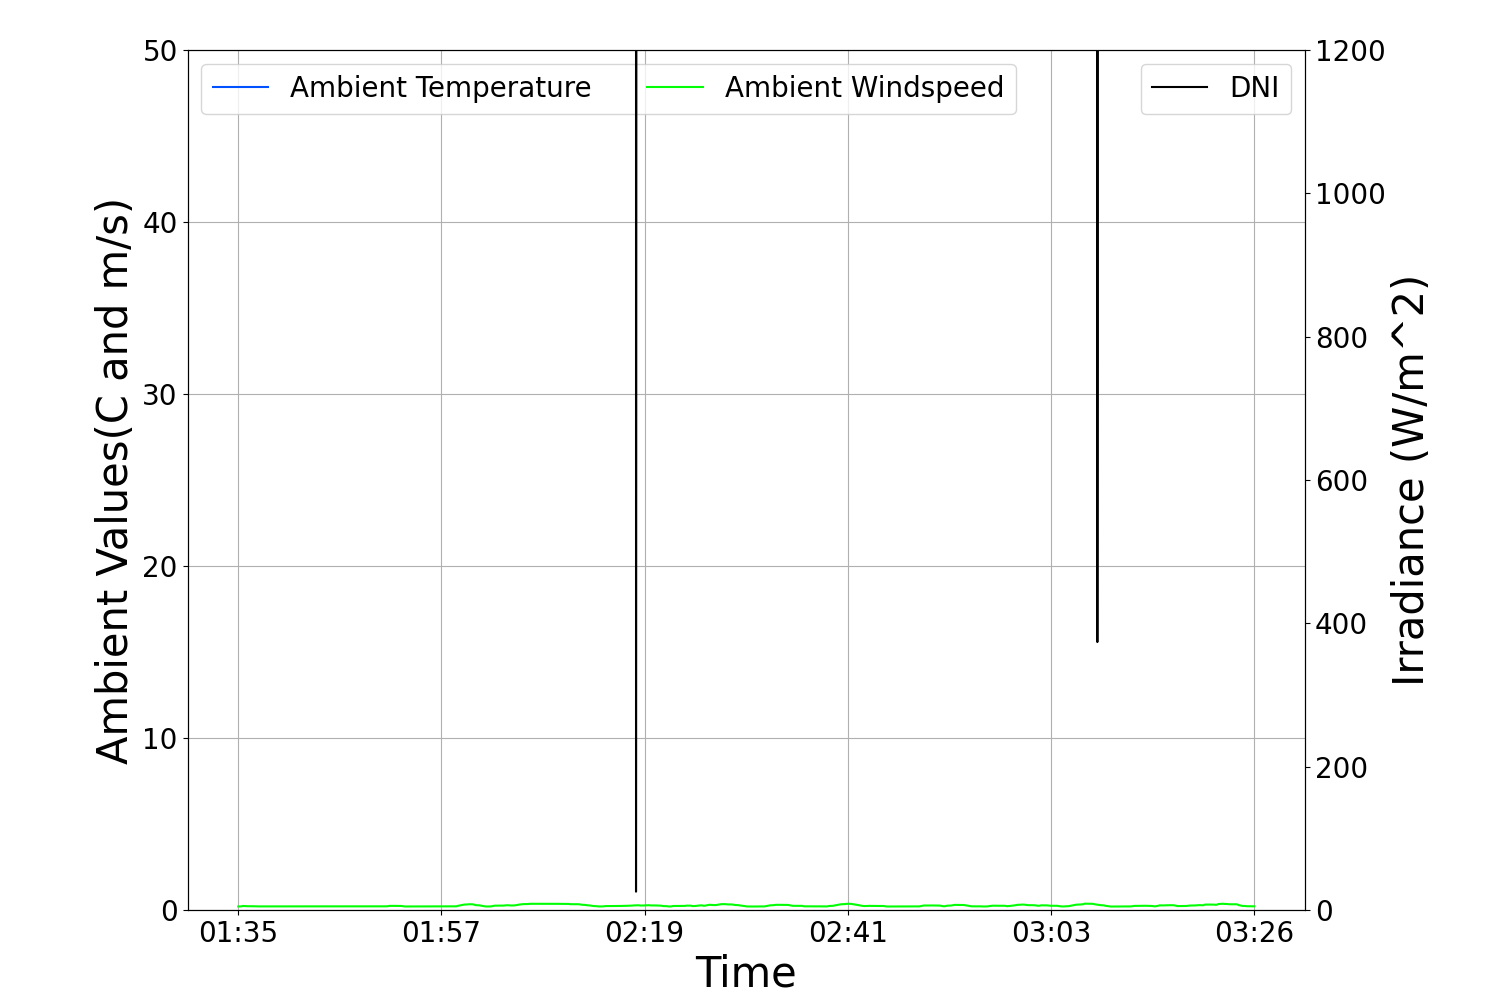 Ambient Temperature
Ambient Windspeed
DNI
Ambient Values(C and m/s)
50
40
30
20
10
0
1200
1000
800
600
400
200
0
Irradiance (W/m^2)
01:35 01:57 02:19 02:41 03:03 03:26
Time